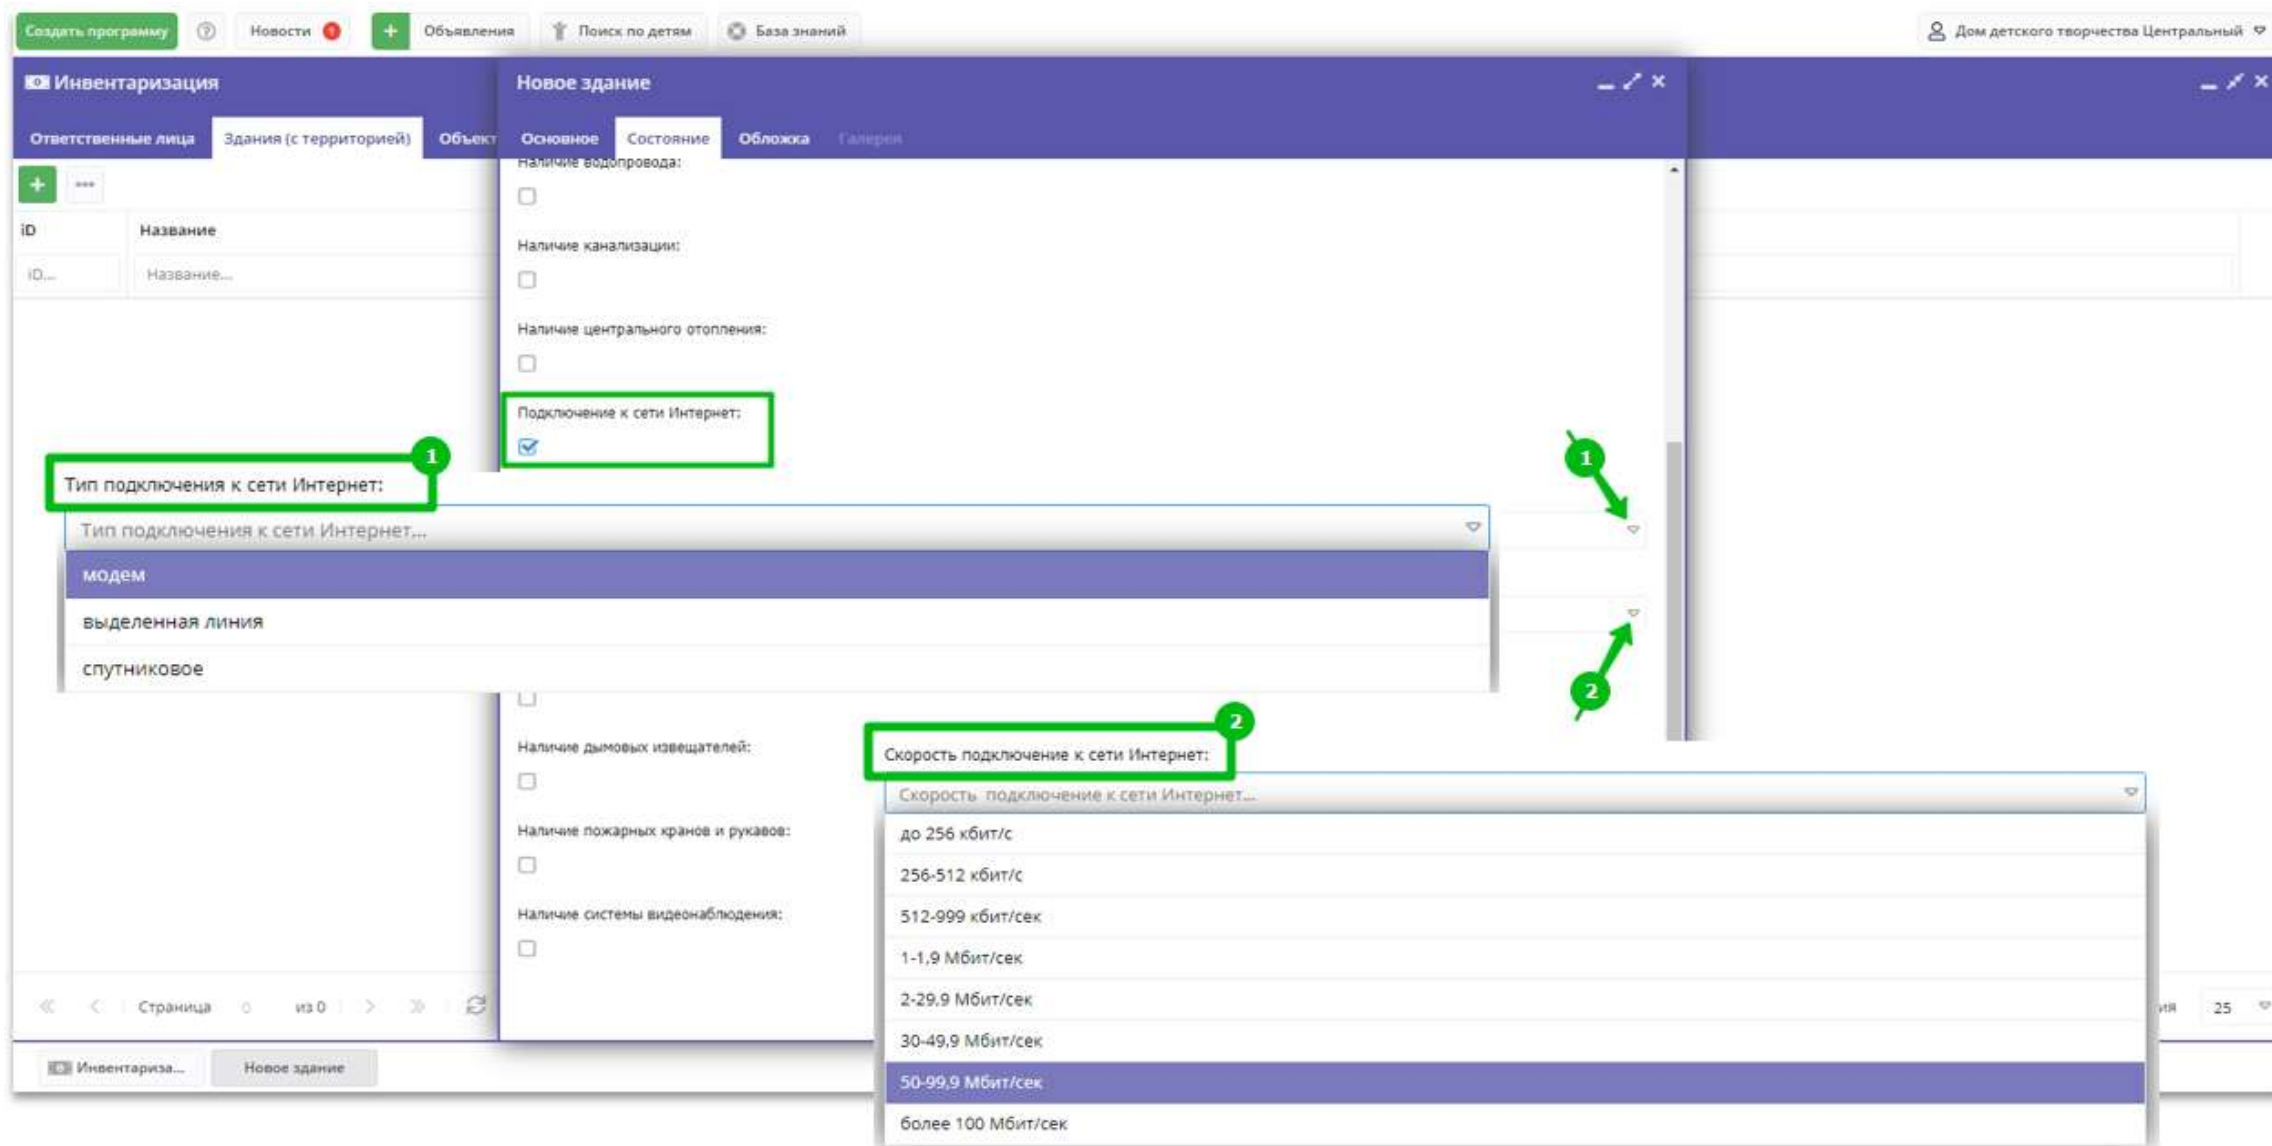 Создать программу
Новости
Объявления
Поиск по детям
База знаний
Дом детского творчества Центральный
Инвентаризация
Новое здание
Ответственные лица
Здания (с территорией)
Объект
Основное
Состояние
Обложка
Галерея
Наличие водопровода:
iD
Название
Наличие канализации:
iD...
Название...
Наличие центрального отопления:
Подключение к сети Интернет:
1
1
Тип подключения к сети Интернет:
Тип подключения к сети Интернет...
модем
выделенная линия
спутниковое
2
2
Наличие дымовых извещателей:
Скорость подключение к сети Интернет:
Скорость подключение к сети Интернет...
Наличие пожарных кранов и рукавов:
до 256 кбит/с
256-512 кбит/с
Наличие системы видеонаблюдения:
512-999 кбит/сек
1-1,9 Мбит/сек
2-29,9 Мбит/сек
Страница 0 из 0
25
30-49,9 Мбит/сек
Инвентариза...
Новое здание
50-99,9 Мбит/сек
более 100 Мбит/сек